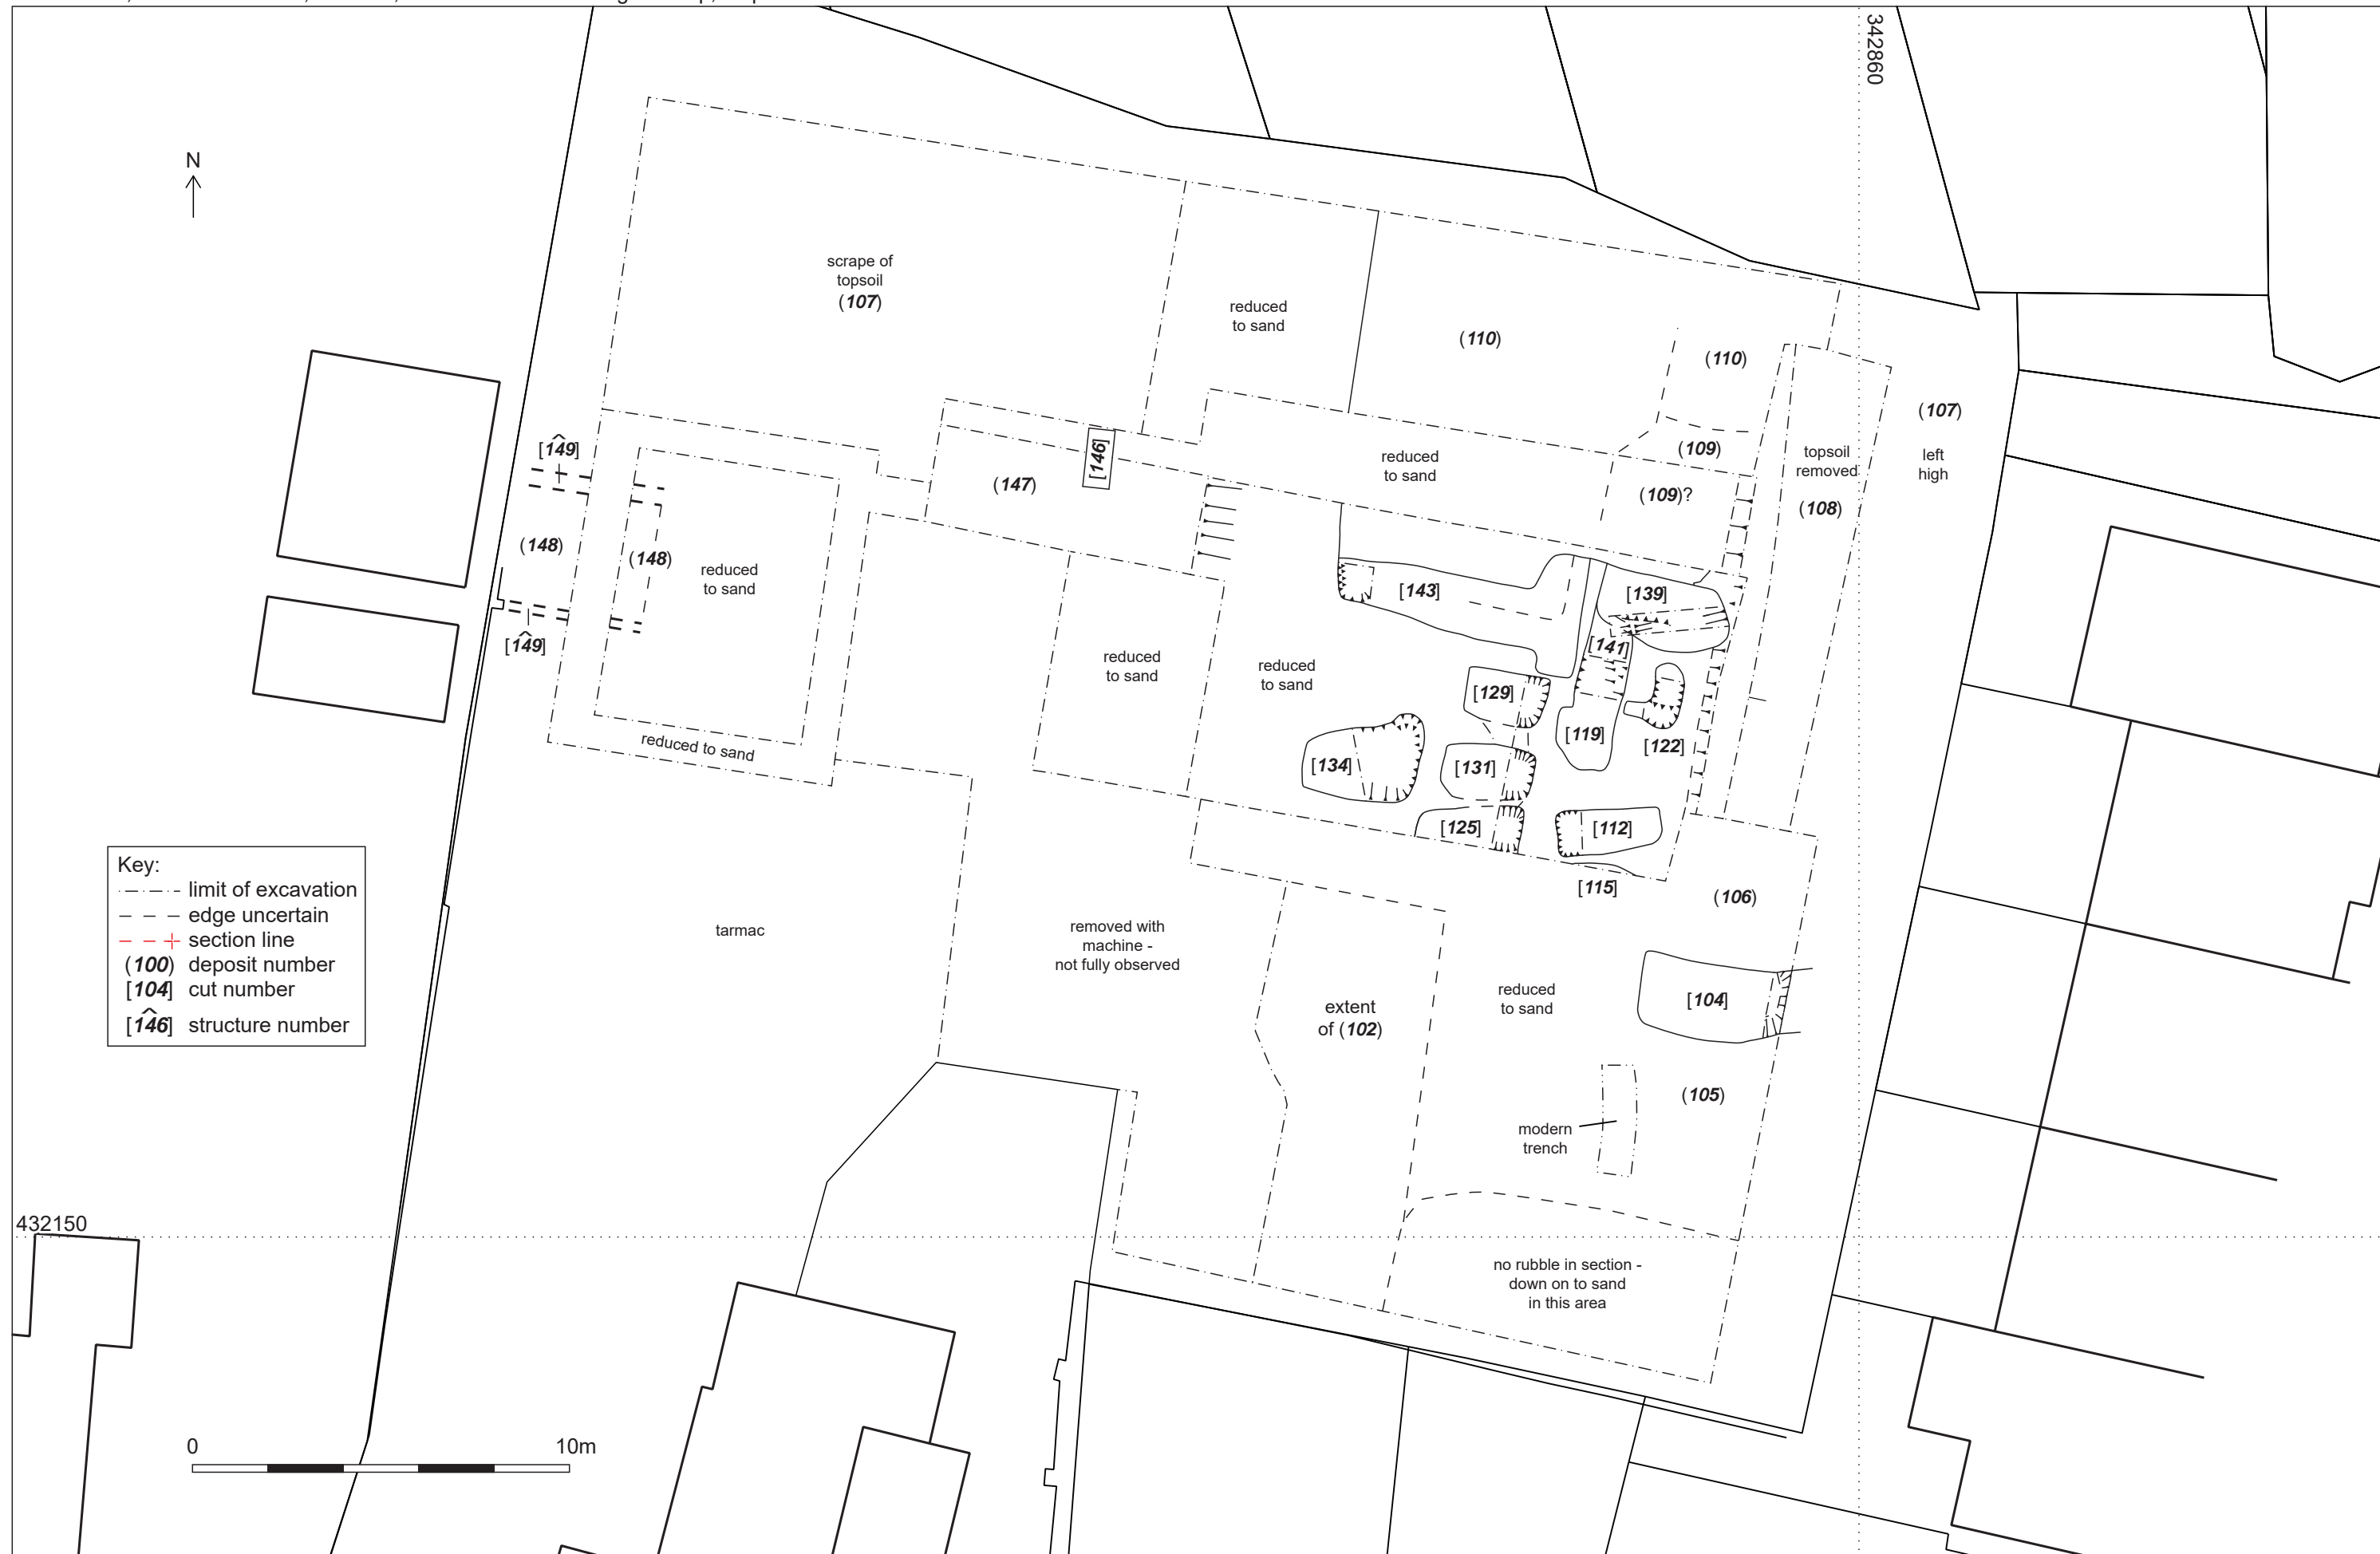 342860
N
scrape of
topsoil
(107)
reduced
to sand
(110)
(110)
(107)
left
high
topsoil
removed
(108)
(109)
(109)?
reduced
to sand
[146]
(147)
[149]
(148)
(148)
reduced
to sand
[149]
reduced to sand
[143]
[139]
[141]
reduced
to sand
reduced
to sand
[129]
[119]
[122]
[134]
[131]
[125]
[112]
[115]
(106)
Key:
limit of excavation
edge uncertain
section line
(100) deposit number
[104] cut number
[146] structure number
tarmac
removed with
machine -
not fully observed
extent
of (102)
reduced
to sand
[104]
(105)
modern
trench
432150
no rubble in section -
down on to sand
in this area
0 10m